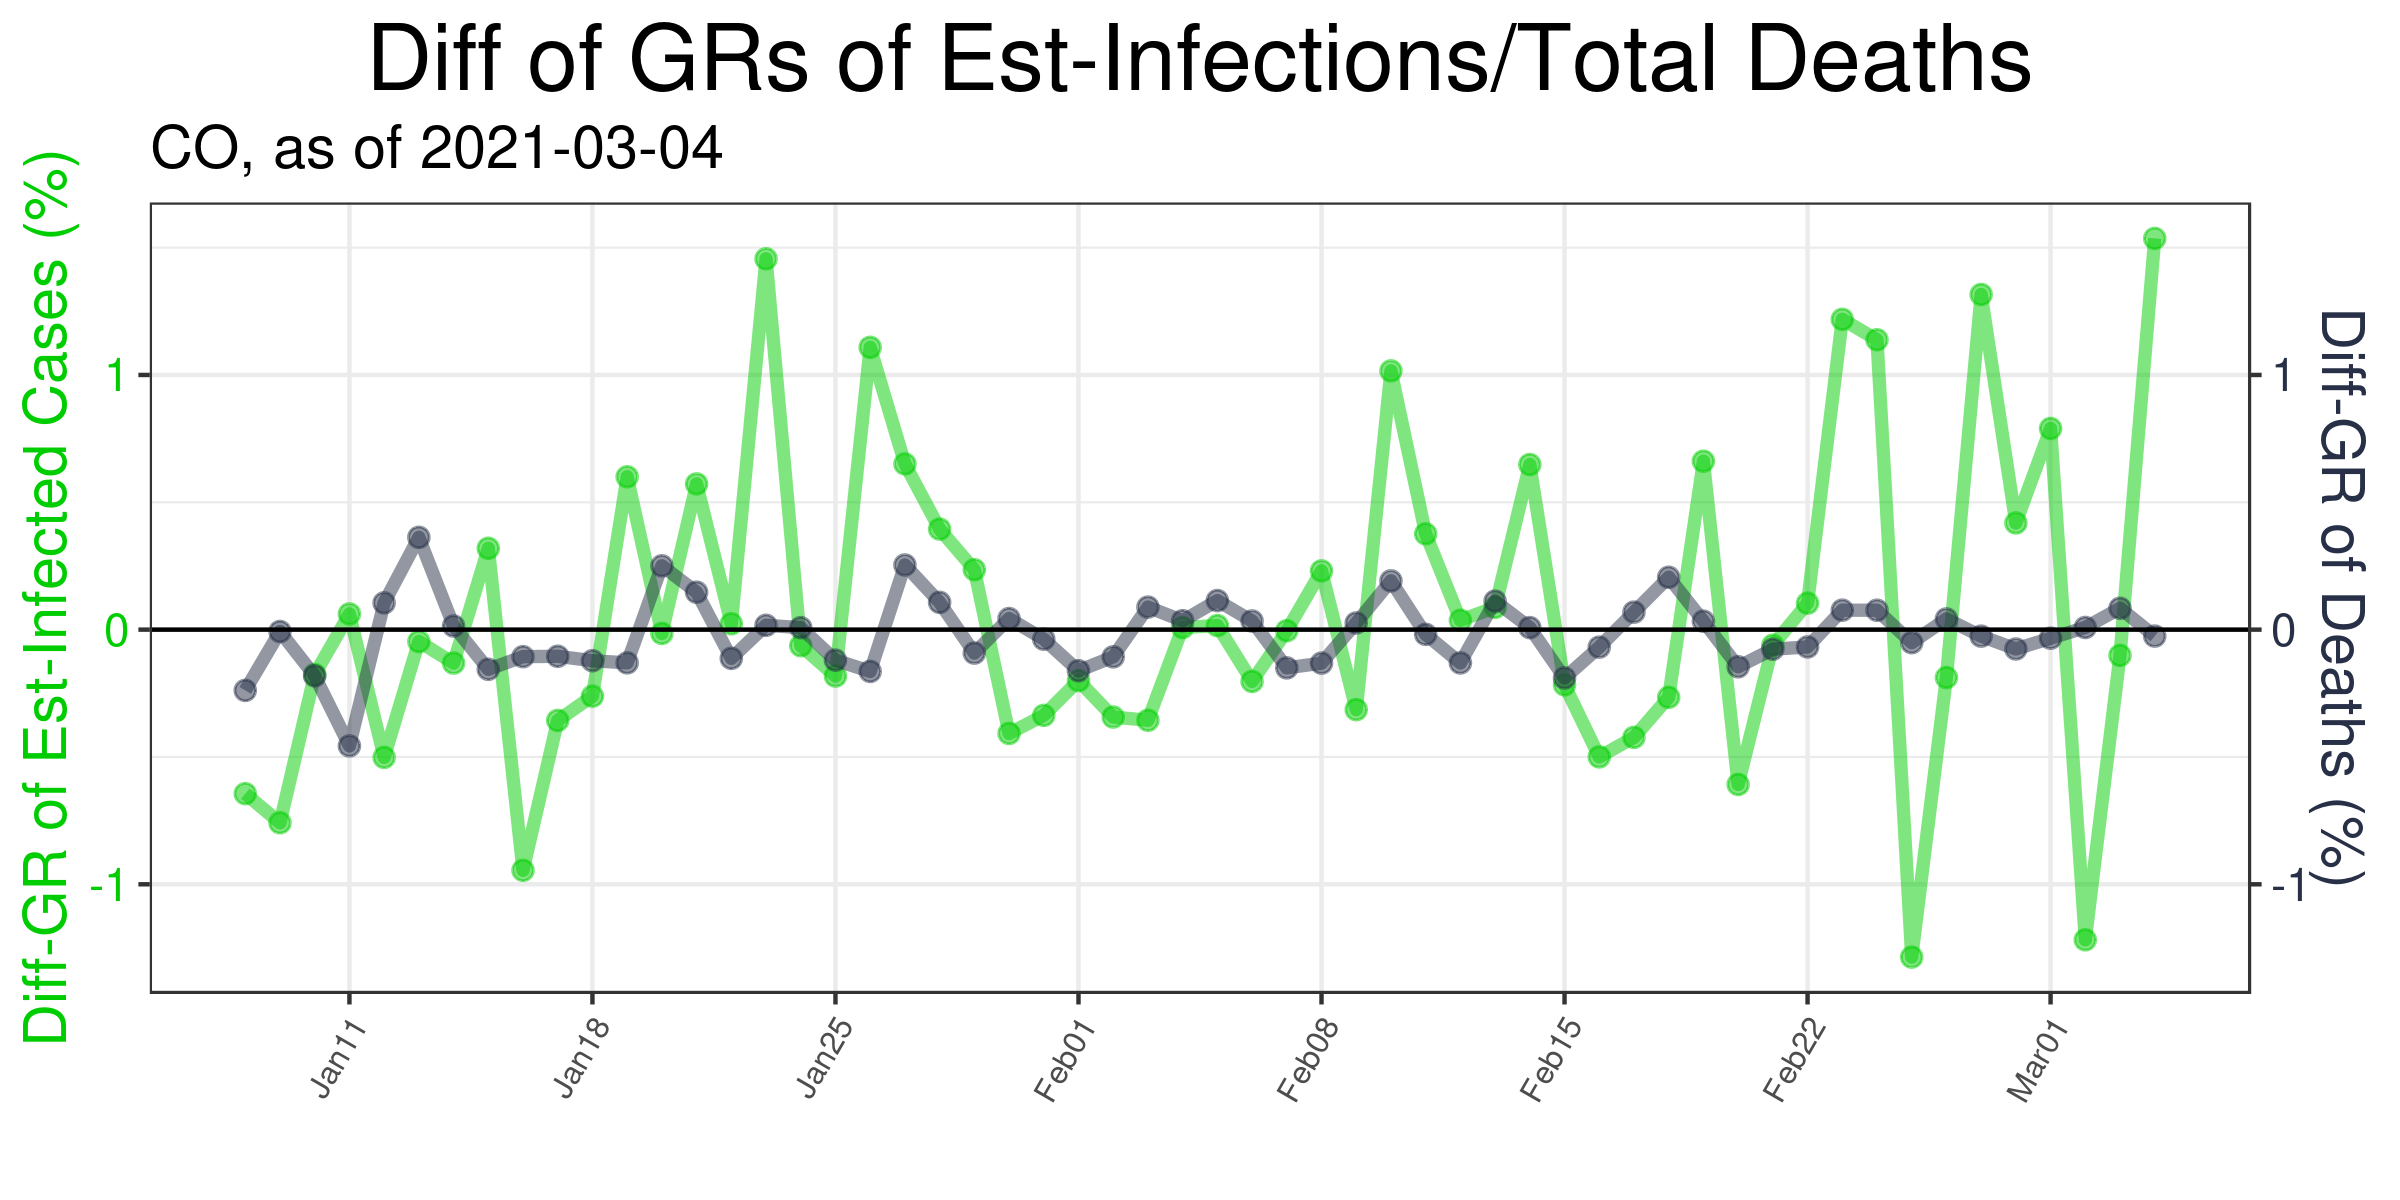 Diff of GRs of Est-Infections/Total Deaths
CO, as of 2021-03-04
Diff-GR of Est-Infected Cases (%)
1
0
-1
1
0
-1
Diff-GR of Deaths (%)
Jan11
Jan18
Jan25
Feb01
Feb08
Feb15
Feb22
Mar01